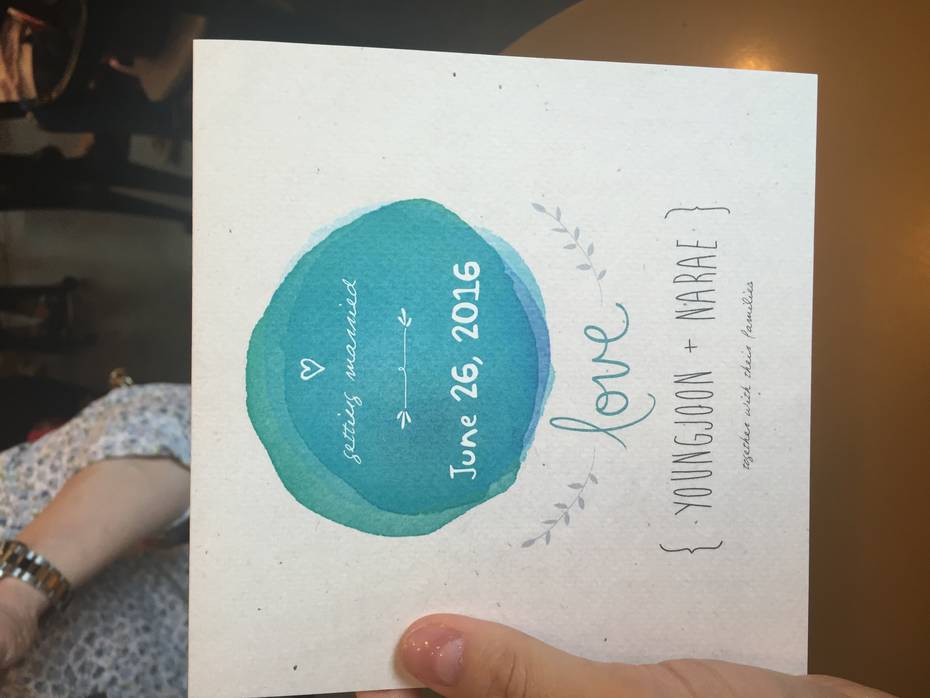 getting married
June 26, 2016
love
{ YOUNGJOON + NARAE }
together with their families